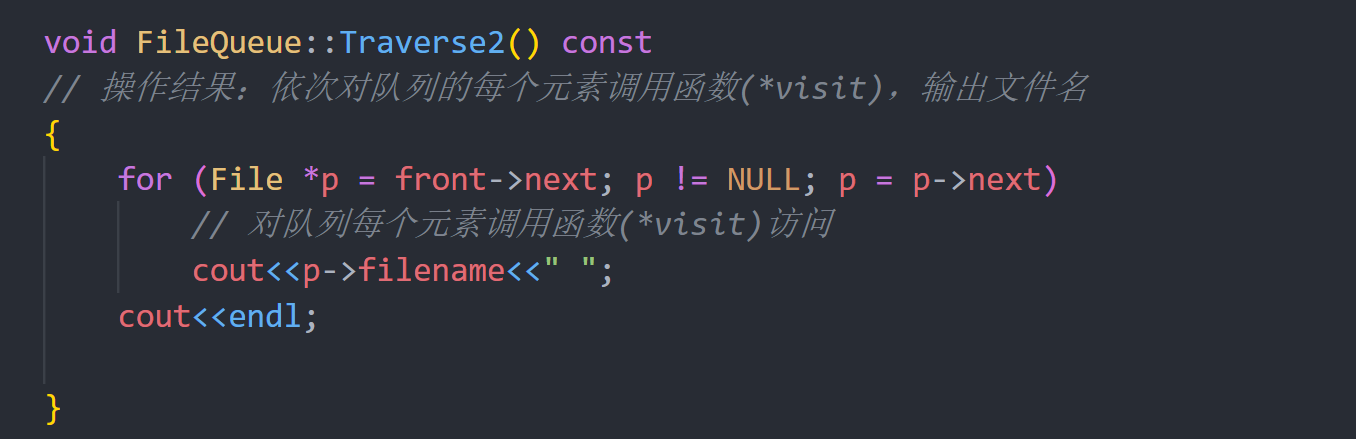 void FileQueue::Traverse2() const
// 操作结果：依次对队列的每个元素调用函数(*visit)，输出文件名
{
    for (File *p = front->next; p != NULL; p = p->next)
        // 对队列每个元素调用函数(*visit)访问
        cout<<p->filename<<" ";
    cout<<endl;
}